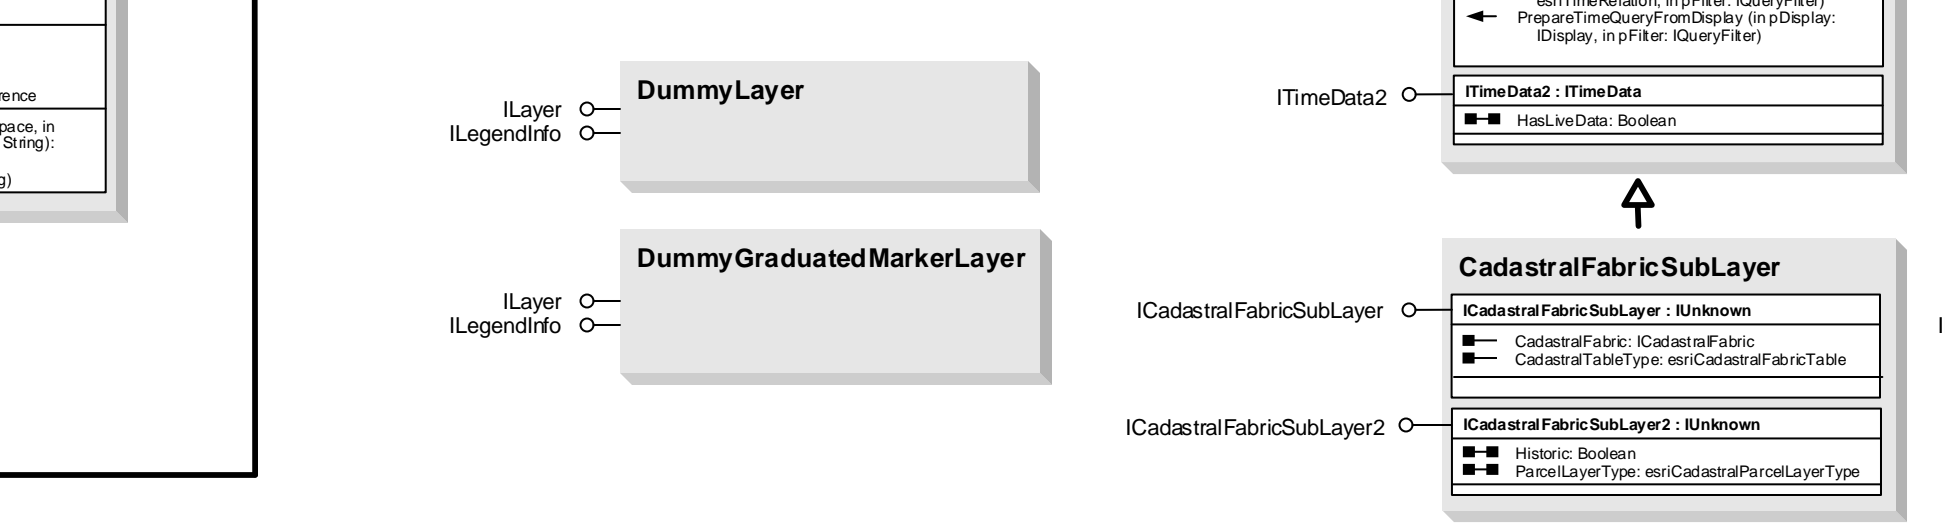 rence
pace, in
String):
g)
DummyLayer
ILayer
ILegendInfo
DummyGraduatedMarkerLayer
ILayer
ILegendInfo
esriTimeRelation, in pFilter: IQueryFilter)
PrepareTimeQueryFromDisplay (in pDisplay:
IDisplay, in pFilter: IQueryFilter)
ITimeData2
ITimeData2 : ITimeData
HasLiveData: Boolean
CadastralFabricSubLayer
ICadastralFabricSubLayer
ICadastralFabricSubLayer : IUnknown
CadastralFabric: ICadastralFabric
CadastralTableType: esriCadastralFabricTable
ICadastralFabricSubLayer2
ICadastralFabricSubLayer2 : IUnknown
Historic: Boolean
ParcelLayerType: esriCadastralParcelLayerType
I